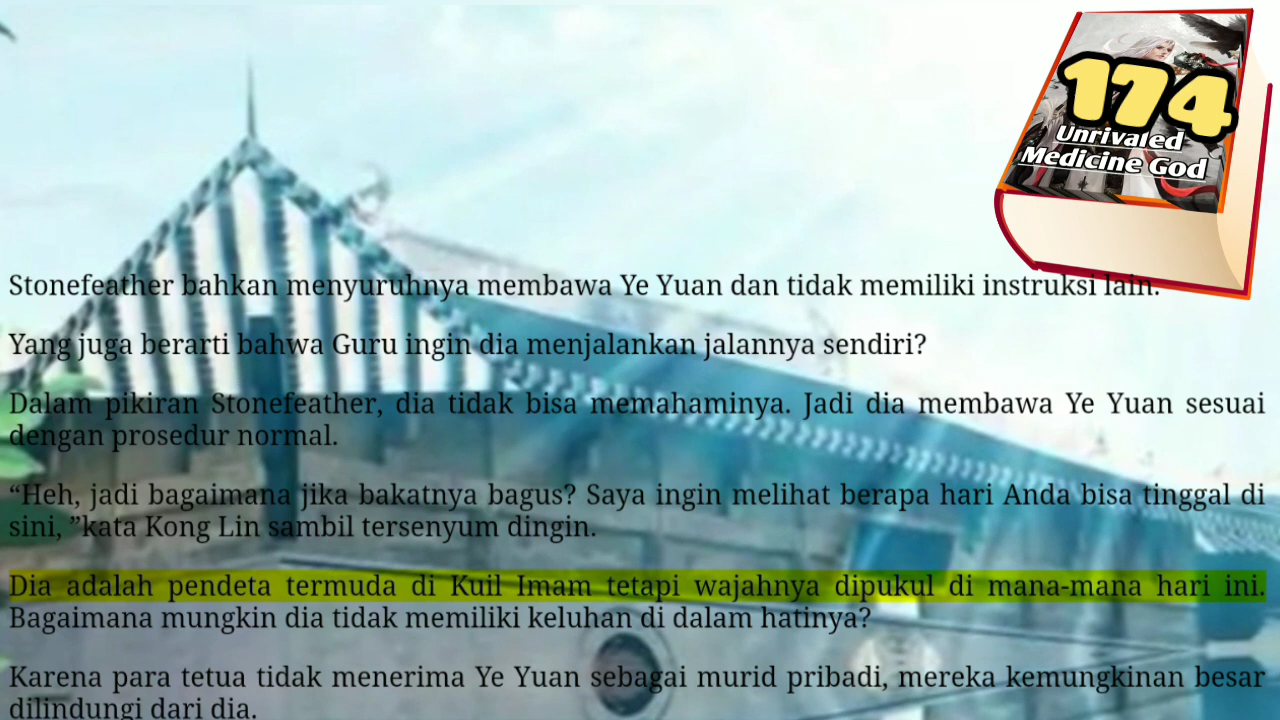 174
Unrivaled
Medicine God
Stonefeather bahkan menyuruhnya membawa Ye Yuan dan tidak memiliki instruksi lain.
Yang juga berarti bahwa Guru ingin dia menjalankan jalannya sendiri?
Dalam pikiran Stonefeather, dia tidak bisa memahaminya. Jadi dia membawa Ye Yuan sesuai
dengan prosedur normal.
“Heh, jadi bagaimana jika bakatnya bagus? Saya ingin melihat berapa hari Anda bisa tinggal di
sini, ”kata Kong Lin sambil tersenyum dingin.
Dia adalah pendeta termuda di Kuil Imam tetapi wajahnya dipukul di mana-mana hari ini.
Bagaimana mungkin dia tidak memiliki keluhan di dalam hatinya?
Karena para tetua tidak menerima Ye Yuan sebagai murid pribadi, mereka kemungkinan besar
dilindungi dari dia.